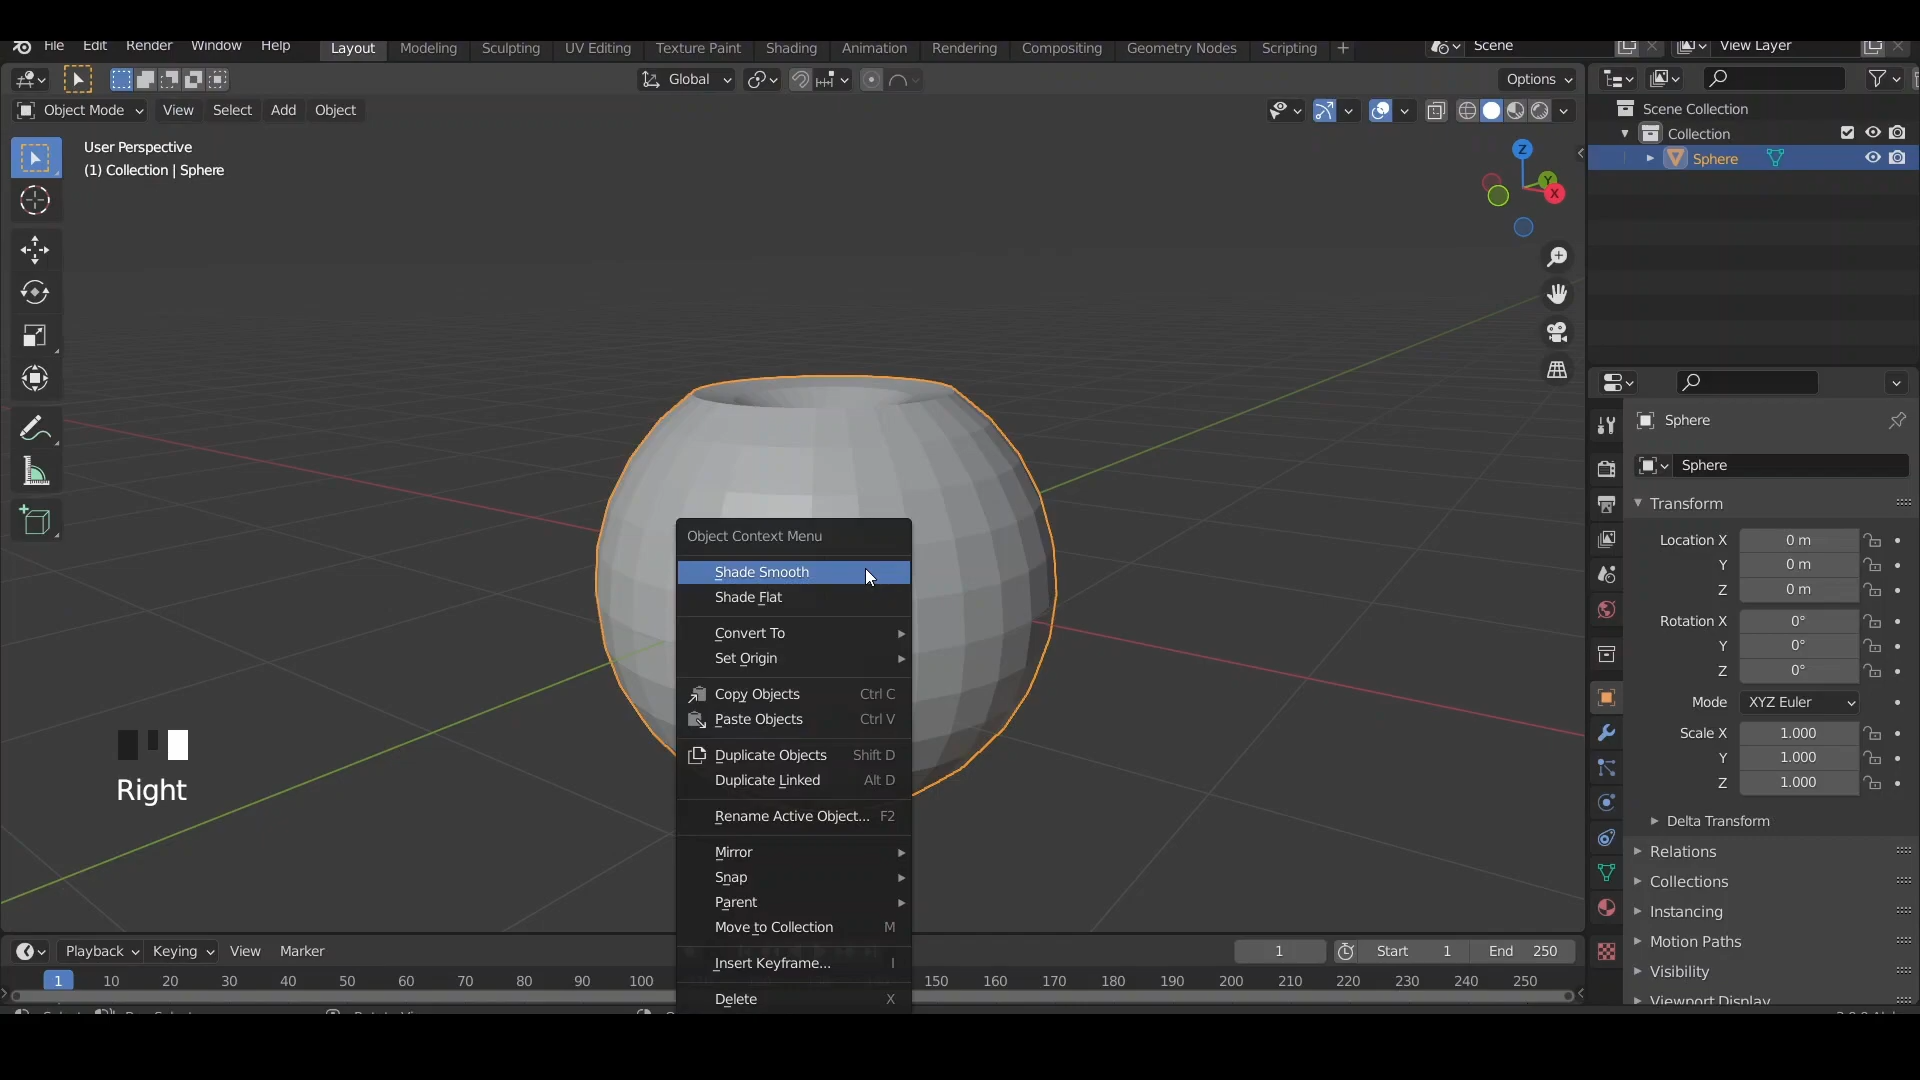 File Edit Render Window Help Layout Modeling Sculpting UV Editing Texture Paint Shading Animation Rendering Compositing Geometry Nodes Scripting + Scene View Layer
Global Options
Object Mode View Select Add Object
User Perspective
(1) Collection | Sphere
Z
Y
X
Scene Collection
Collection
Sphere
Object Context Menu
Shade Smooth
Shade Flat
Convert To
Set Origin
Copy Objects Ctrl C
Paste Objects Ctrl V
Duplicate Objects Shift D
Duplicate Linked Alt D
Rename Active Object... F2
Mirror
Snap
Parent
Move to Collection M
Insert Keyframe... I
Delete X
Right
Sphere
Sphere
Transform
Location X 0 m
Y 0 m
Z 0 m
Rotation X 0°
Y 0°
Z 0°
Mode XYZ Euler
Scale X 1.000
Y 1.000
Z 1.000
Delta Transform
Relations
Collections
Instancing
Motion Paths
Visibility
Viewport Display
Playback Keying View Marker 1 Start 1 End 250
1 10 20 30 40 50 60 70 80 90 100 150 160 170 180 190 200 210 220 230 240 250